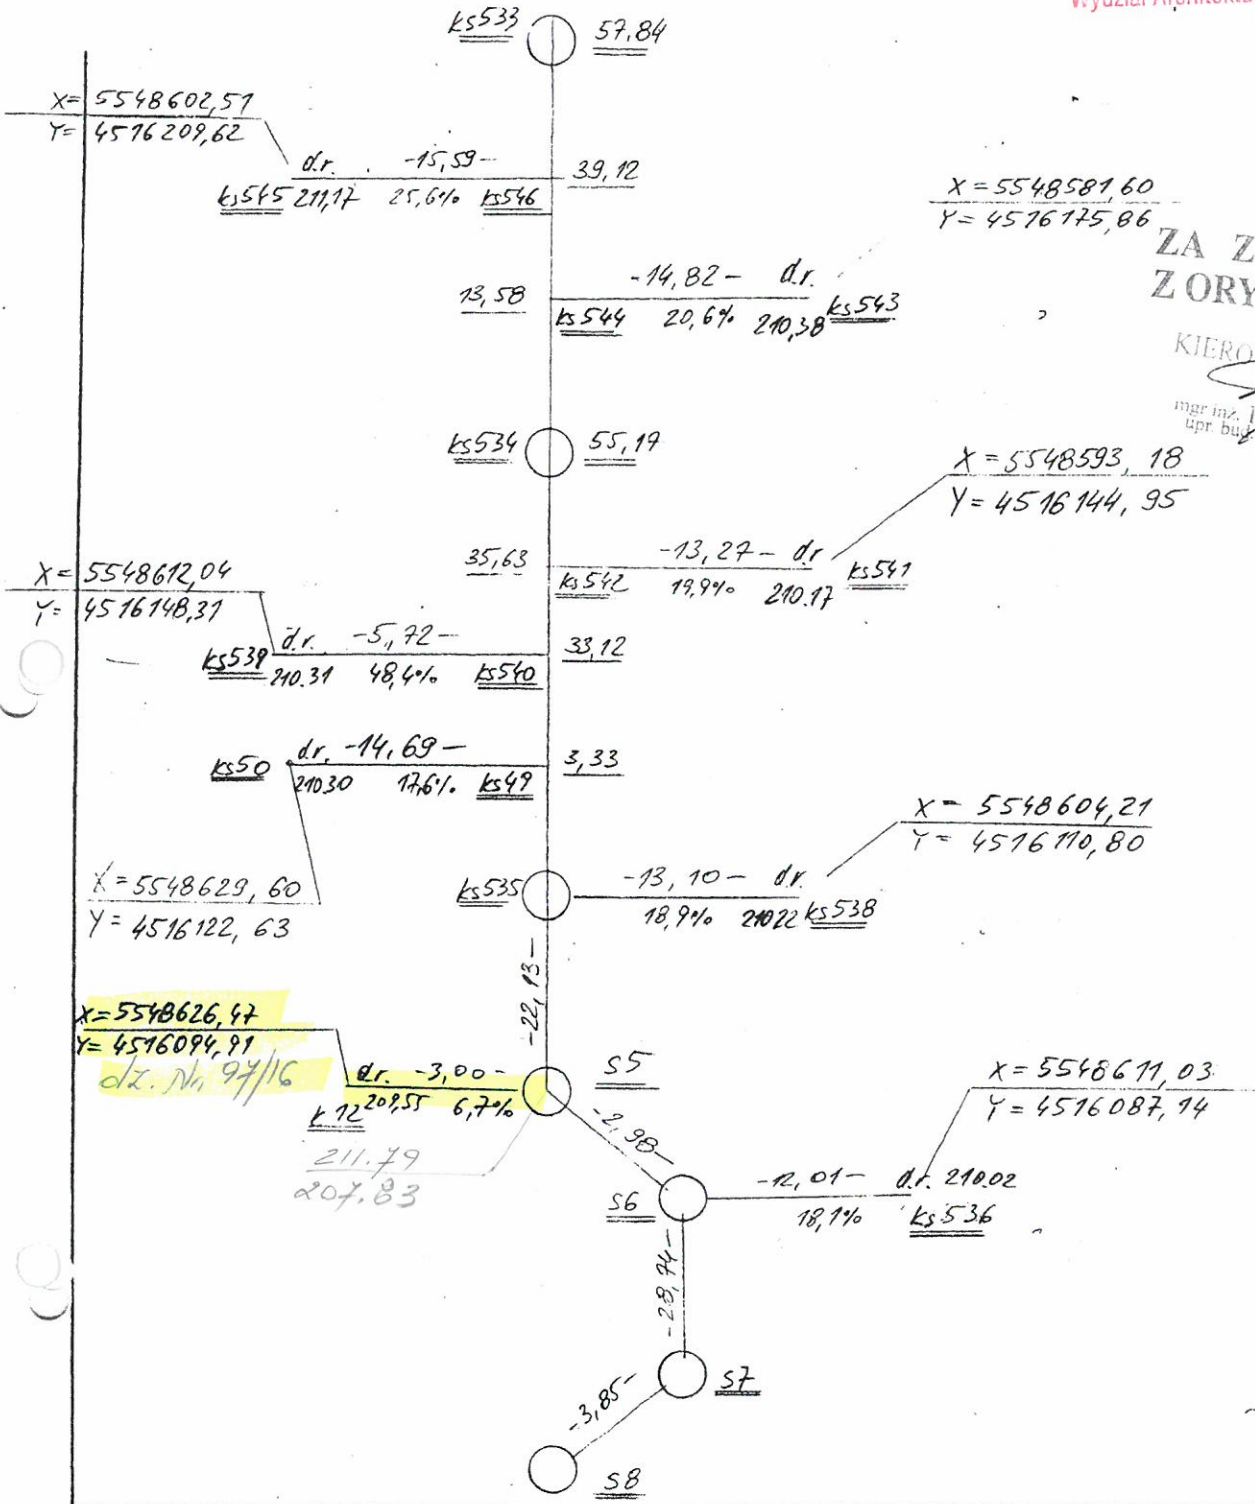 Wydział Architektu
ks533 57,84
X= 5548602,51
Y= 4516209,62
d.r. -15,59- 39,12
ks545 211,17 25,6% ks546
X = 5548581,60
Y = 4516175,86
ZA Z
Z ORY
-14,82- d.r.
13,58
ks544 20,6% 210,38 ks543
KIERO
mgr inż.
upr. bud.
ks534 55,19
X = 5548593,18
Y = 4516144,95
35,63 -13,27- d.r
ks542 19,9% 210.17 ks541
X= 5548612,04
Y= 4516148,31
d.r. -5,72- 33,12
ks539 210.31 48,4% ks540
d.r. -14,69- 3,33
ks50 210.30 17,6% ks49
X = 5548604,21
Y = 4516110,80
X = 5548629,60
Y = 4516122,63
ks535 -13,10- d.r.
18,9% 21022 ks538
-22,13-
X= 5548626,47
Y= 4516094,91
dz. Nr. 97/16
d.r. -3,00- S5
k12 209,55 6,7%
X = 5548611,03
Y = 4516087,14
-2,98-
211.79
207.83
S6 -12,01- d.r. 210.02
18,1% ks536
-28,74-
S7
-3,85-
S8